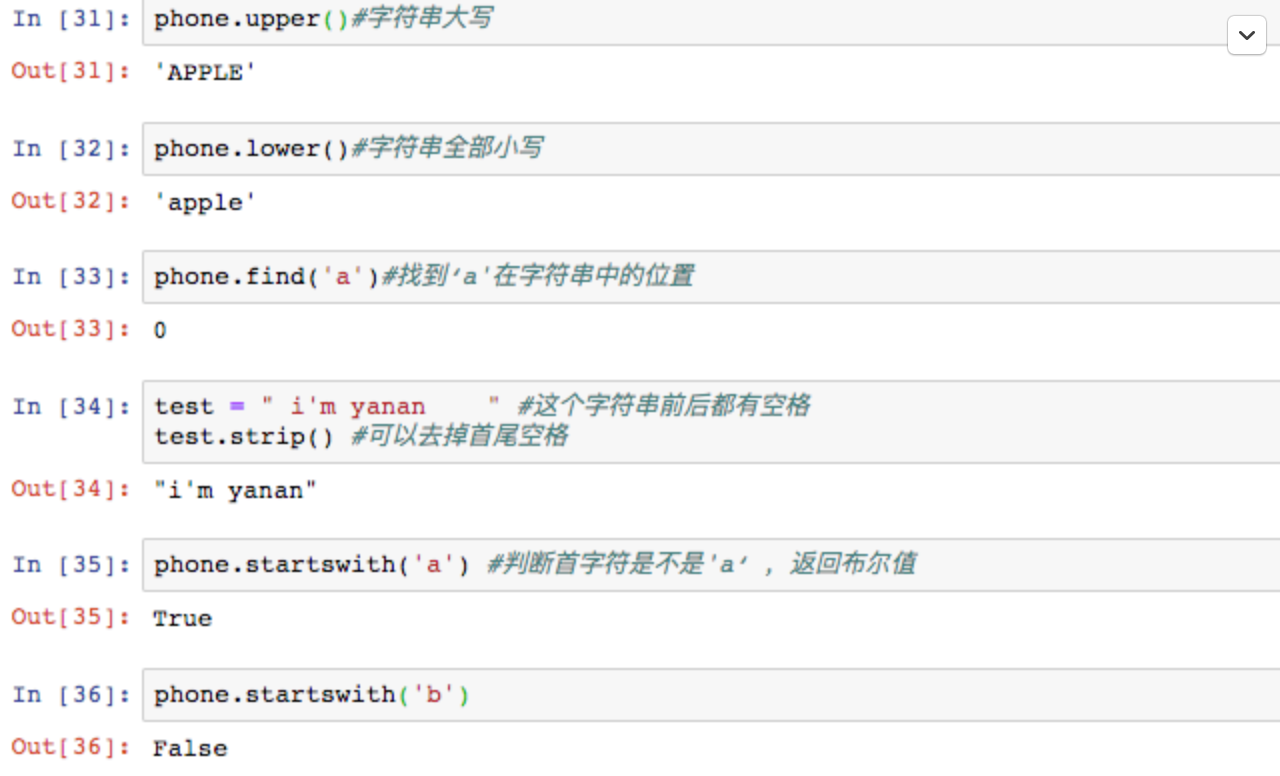 In [31]: phone.upper()#字符串大写
Out[31]: 'APPLE'
In [32]: phone.lower()#字符串全部小写
Out[32]: 'apple'
In [33]: phone.find('a')#找到‘a'在字符串中的位置
Out[33]: 0
In [34]: test = " i'm yanan    " #这个字符串前后都有空格
test.strip() #可以去掉首尾空格
Out[34]: "i'm yanan"
In [35]: phone.startswith('a') #判断首字符是不是'a‘ ，返回布尔值
Out[35]: True
In [36]: phone.startswith('b')
Out[36]: False